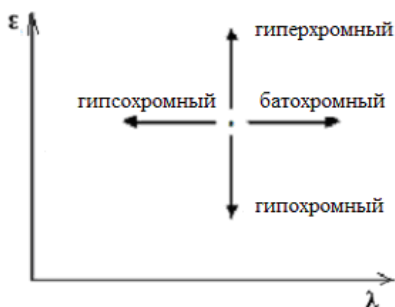 ε
гиперхромный
гипсохромный
батохромный
гипохромный
λ